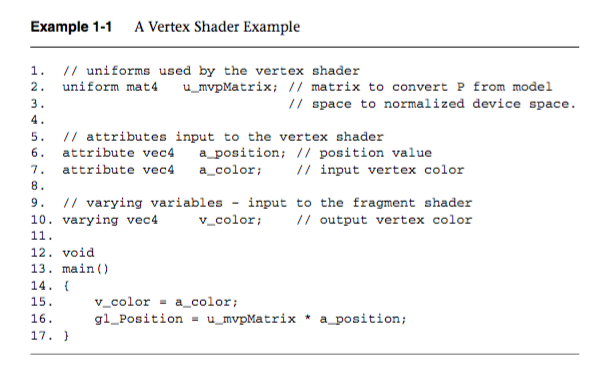 Example 1-1 A Vertex Shader Example
1. // uniforms used by the vertex shader
2. uniform mat4 u_mvpMatrix; // matrix to convert P from model
3. // space to normalized device space.
4.
5. // attributes input to the vertex shader
6. attribute vec4 a_position; // position value
7. attribute vec4 a_color; // input vertex color
8.
9. // varying variables - input to the fragment shader
10. varying vec4 v_color; // output vertex color
11.
12. void
13. main()
14. {
15. v_color = a_color;
16. gl_Position = u_mvpMatrix * a_position;
17. }